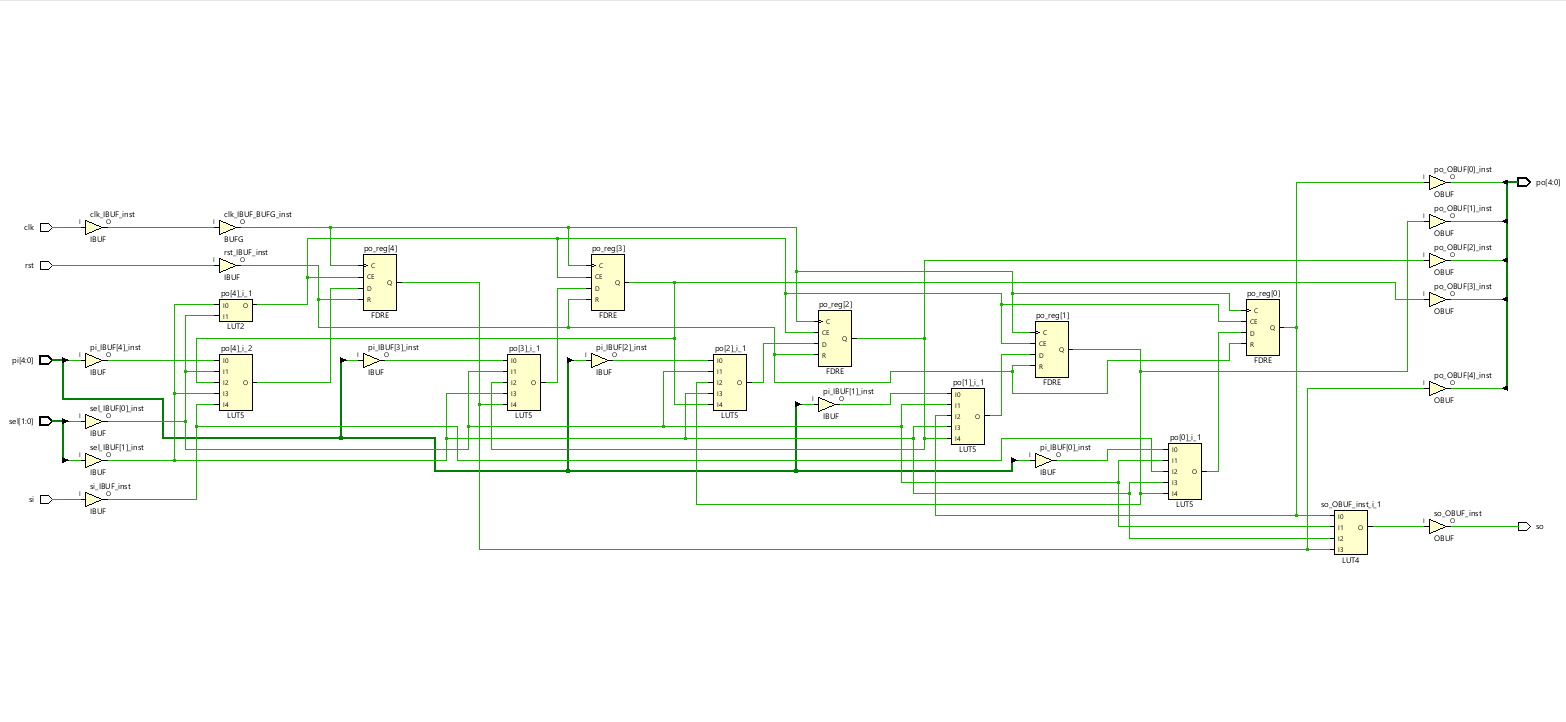 po_OBUF[0]_inst
I O
po[4:0]
OBUF
po_OBUF[1]_inst
I O
OBUF
clk_IBUF_inst
clk_IBUF_BUFG_inst
clk
I O
I O
IBUF
BUFG
po_OBUF[2]_inst
I O
OBUF
rst_IBUF_inst
rst
I O
IBUF
po_reg[4]
C
CE
D
R
Q
FDRE
po_reg[3]
C
CE
D
R
Q
FDRE
po_OBUF[3]_inst
I O
OBUF
po[4]_i_1
I0
I1
O
LUT2
po_reg[2]
C
CE
D
R
Q
FDRE
po_reg[1]
C
CE
D
R
Q
FDRE
po_reg[0]
C
CE
D
R
Q
FDRE
pi[4:0]
pi_IBUF[4]_inst
I O
IBUF
po[4]_i_2
I0
I1
I2
I3
I4
O
LUT5
pi_IBUF[3]_inst
I O
IBUF
po[3]_i_1
I0
I1
I2
I3
I4
O
LUT5
pi_IBUF[2]_inst
I O
IBUF
po[2]_i_1
I0
I1
I2
I3
I4
O
LUT5
po_OBUF[4]_inst
I O
OBUF
pi_IBUF[1]_inst
I O
IBUF
po[1]_i_1
I0
I1
I2
I3
I4
O
LUT5
sel[1:0]
sel_IBUF[0]_inst
I O
IBUF
sel_IBUF[1]_inst
I O
IBUF
pi_IBUF[0]_inst
I O
IBUF
po[0]_i_1
I0
I1
I2
I3
I4
O
LUT5
si
si_IBUF_inst
I O
IBUF
so_OBUF_inst_i_1
I0
I1
I2
I3
O
LUT4
so_OBUF_inst
I O
OBUF
so